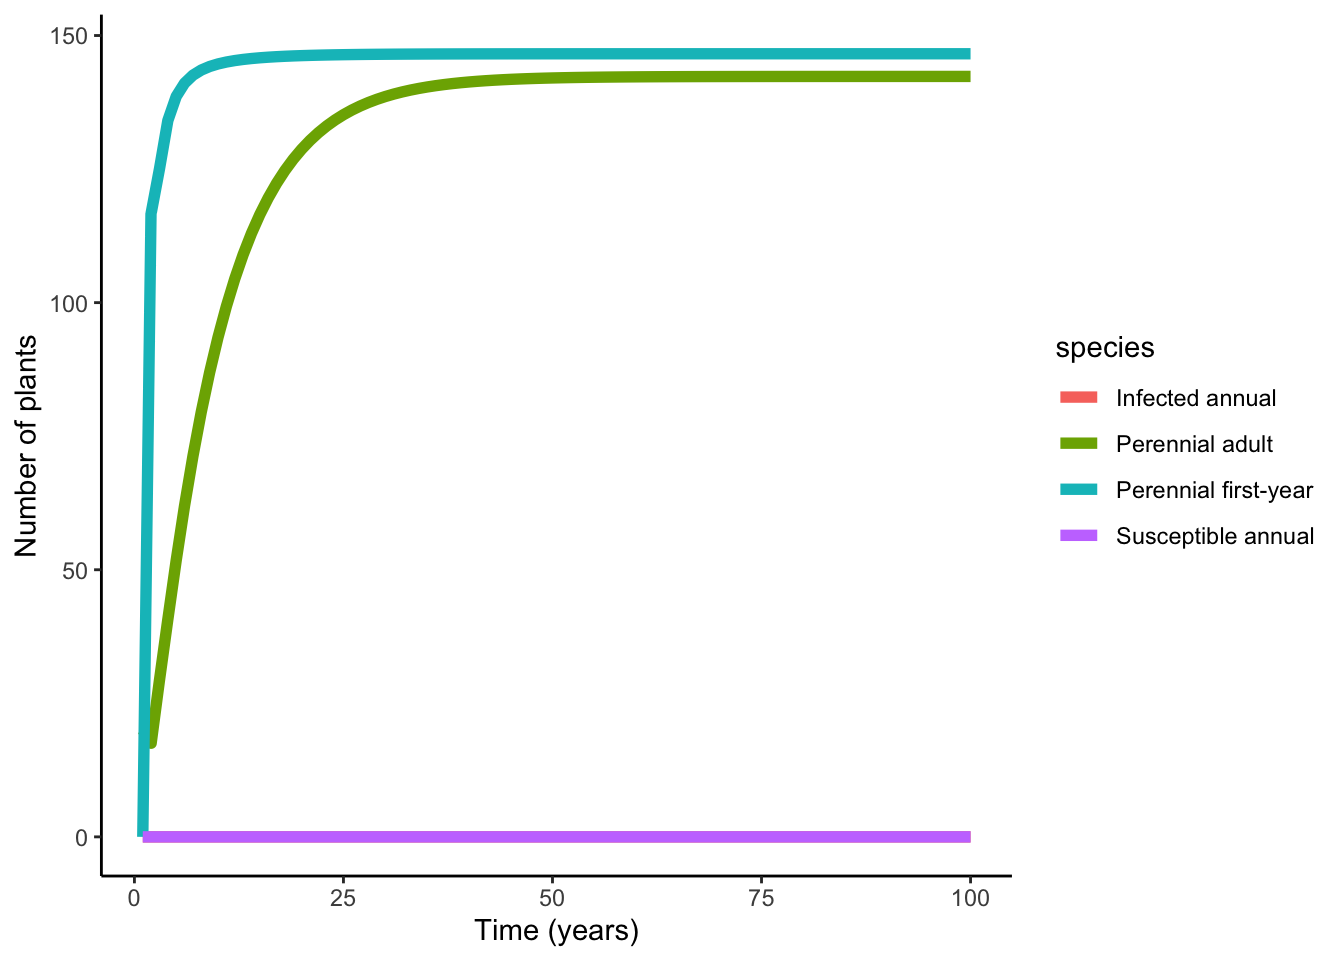 150
100
50
0
Number of plants
0 25 50 75 100
Time (years)
species
Infected annual
Perennial adult
Perennial first-year
Susceptible annual